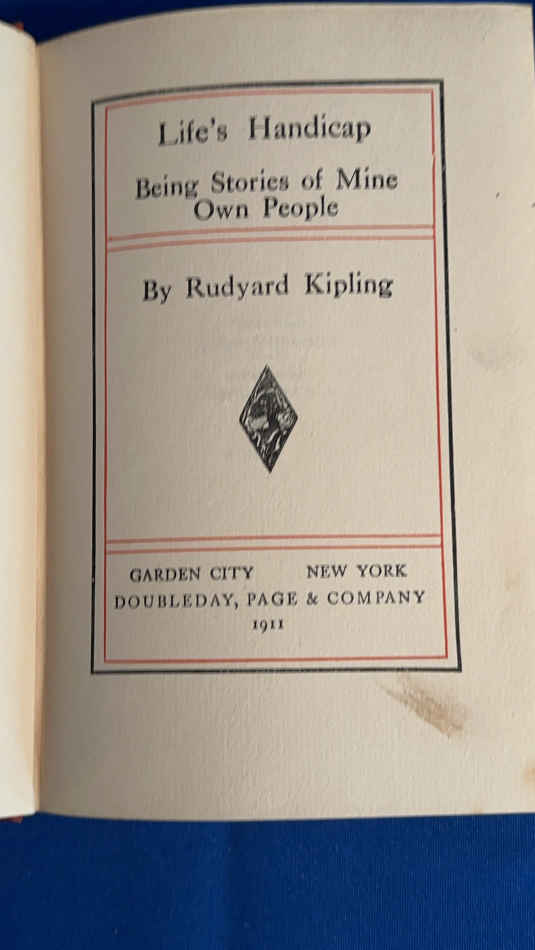 Life's Handicap
Being Stories of Mine
Own People
By Rudyard Kipling
GARDEN CITY NEW YORK
DOUBLEDAY, PAGE & COMPANY
1911